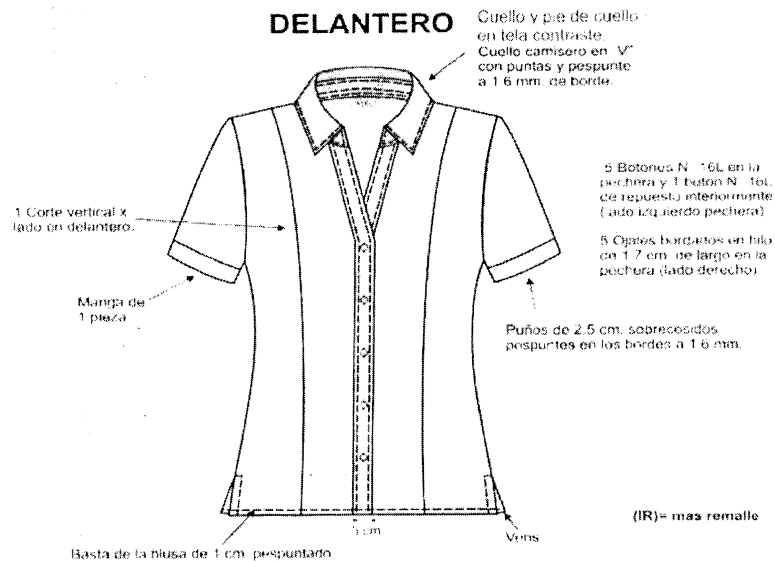 DELANTERO
Cuello y pie de cuello
en tela contraste.
Cuello camisero en "V"
con puntas y pespunte
a 1.6 mm. de borde.
5 Botones N° 16L en la
pechera y 1 boton N° 16L
de repuesto interiormente
(lado izquierdo pechera)
5 Ojales bordados en hilo
de 1.7 cm. de largo en la
pechera (lado derecho).
1 Corte vertical x
lado en delantero.
Manga de
1 pieza
Puños de 2.5 cm. sobrecosidos
pespuntes en los bordes a 1.6 mm.
(IR)= mas remalle
cm
Vens
Basta de la blusa de 1 cm. pespuntado